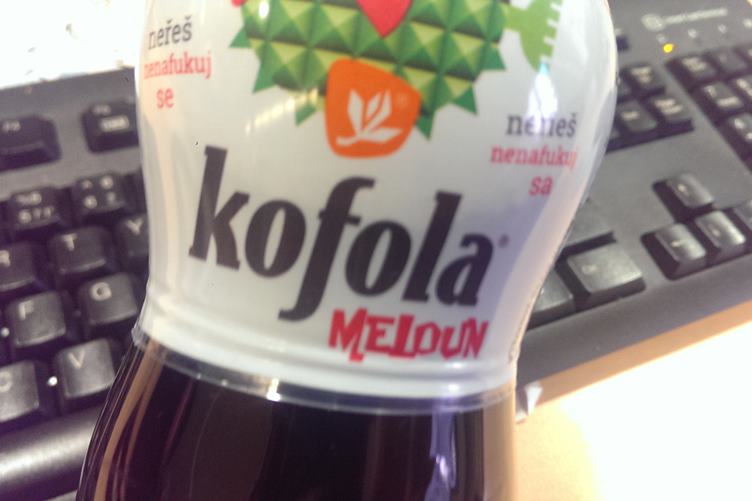 neřeš
nenafukuj
se
neřeš
nenafukuj
sa
kofola®
MELOUN
G
C
V